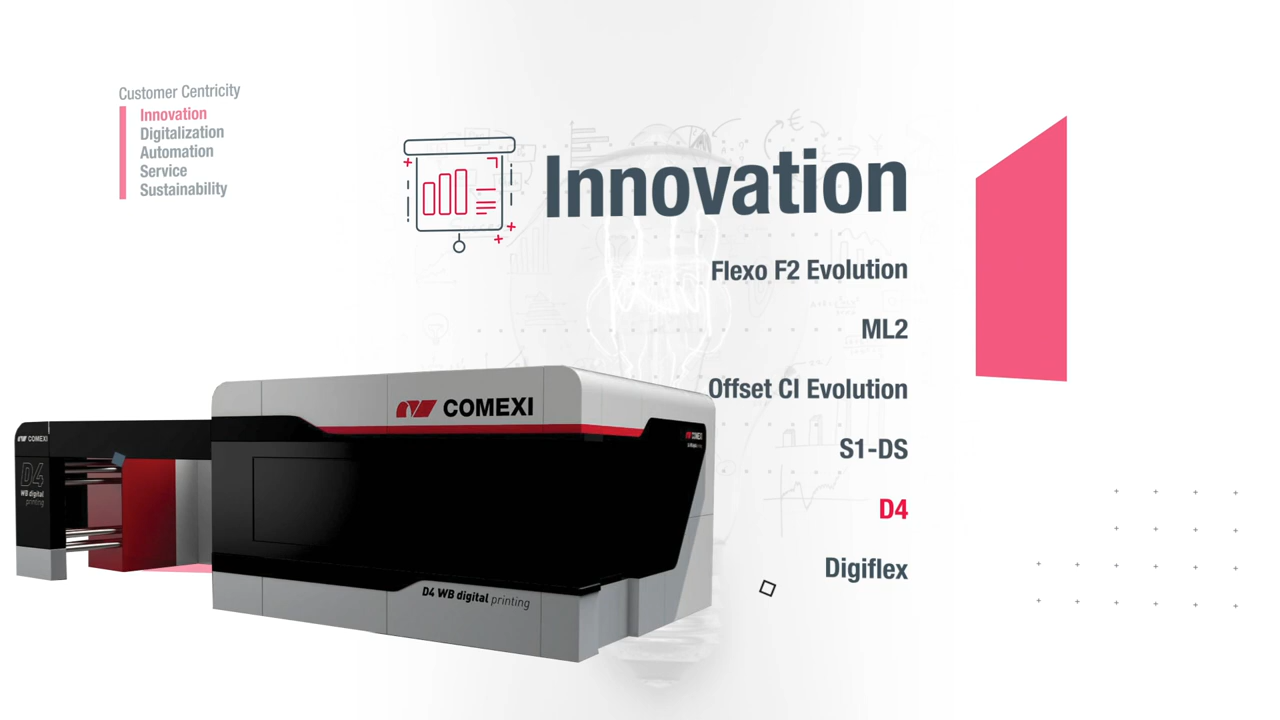 Customer Centricity
Innovation
Digitalization
Automation
Service
Sustainability
Innovation
Flexo F2 Evolution
ML2
Offset CI Evolution
S1-DS
D4
Digiflex
COMEXI
COMEXI
D4
WB digital
printing
COMEXI
D4 WB digital printing